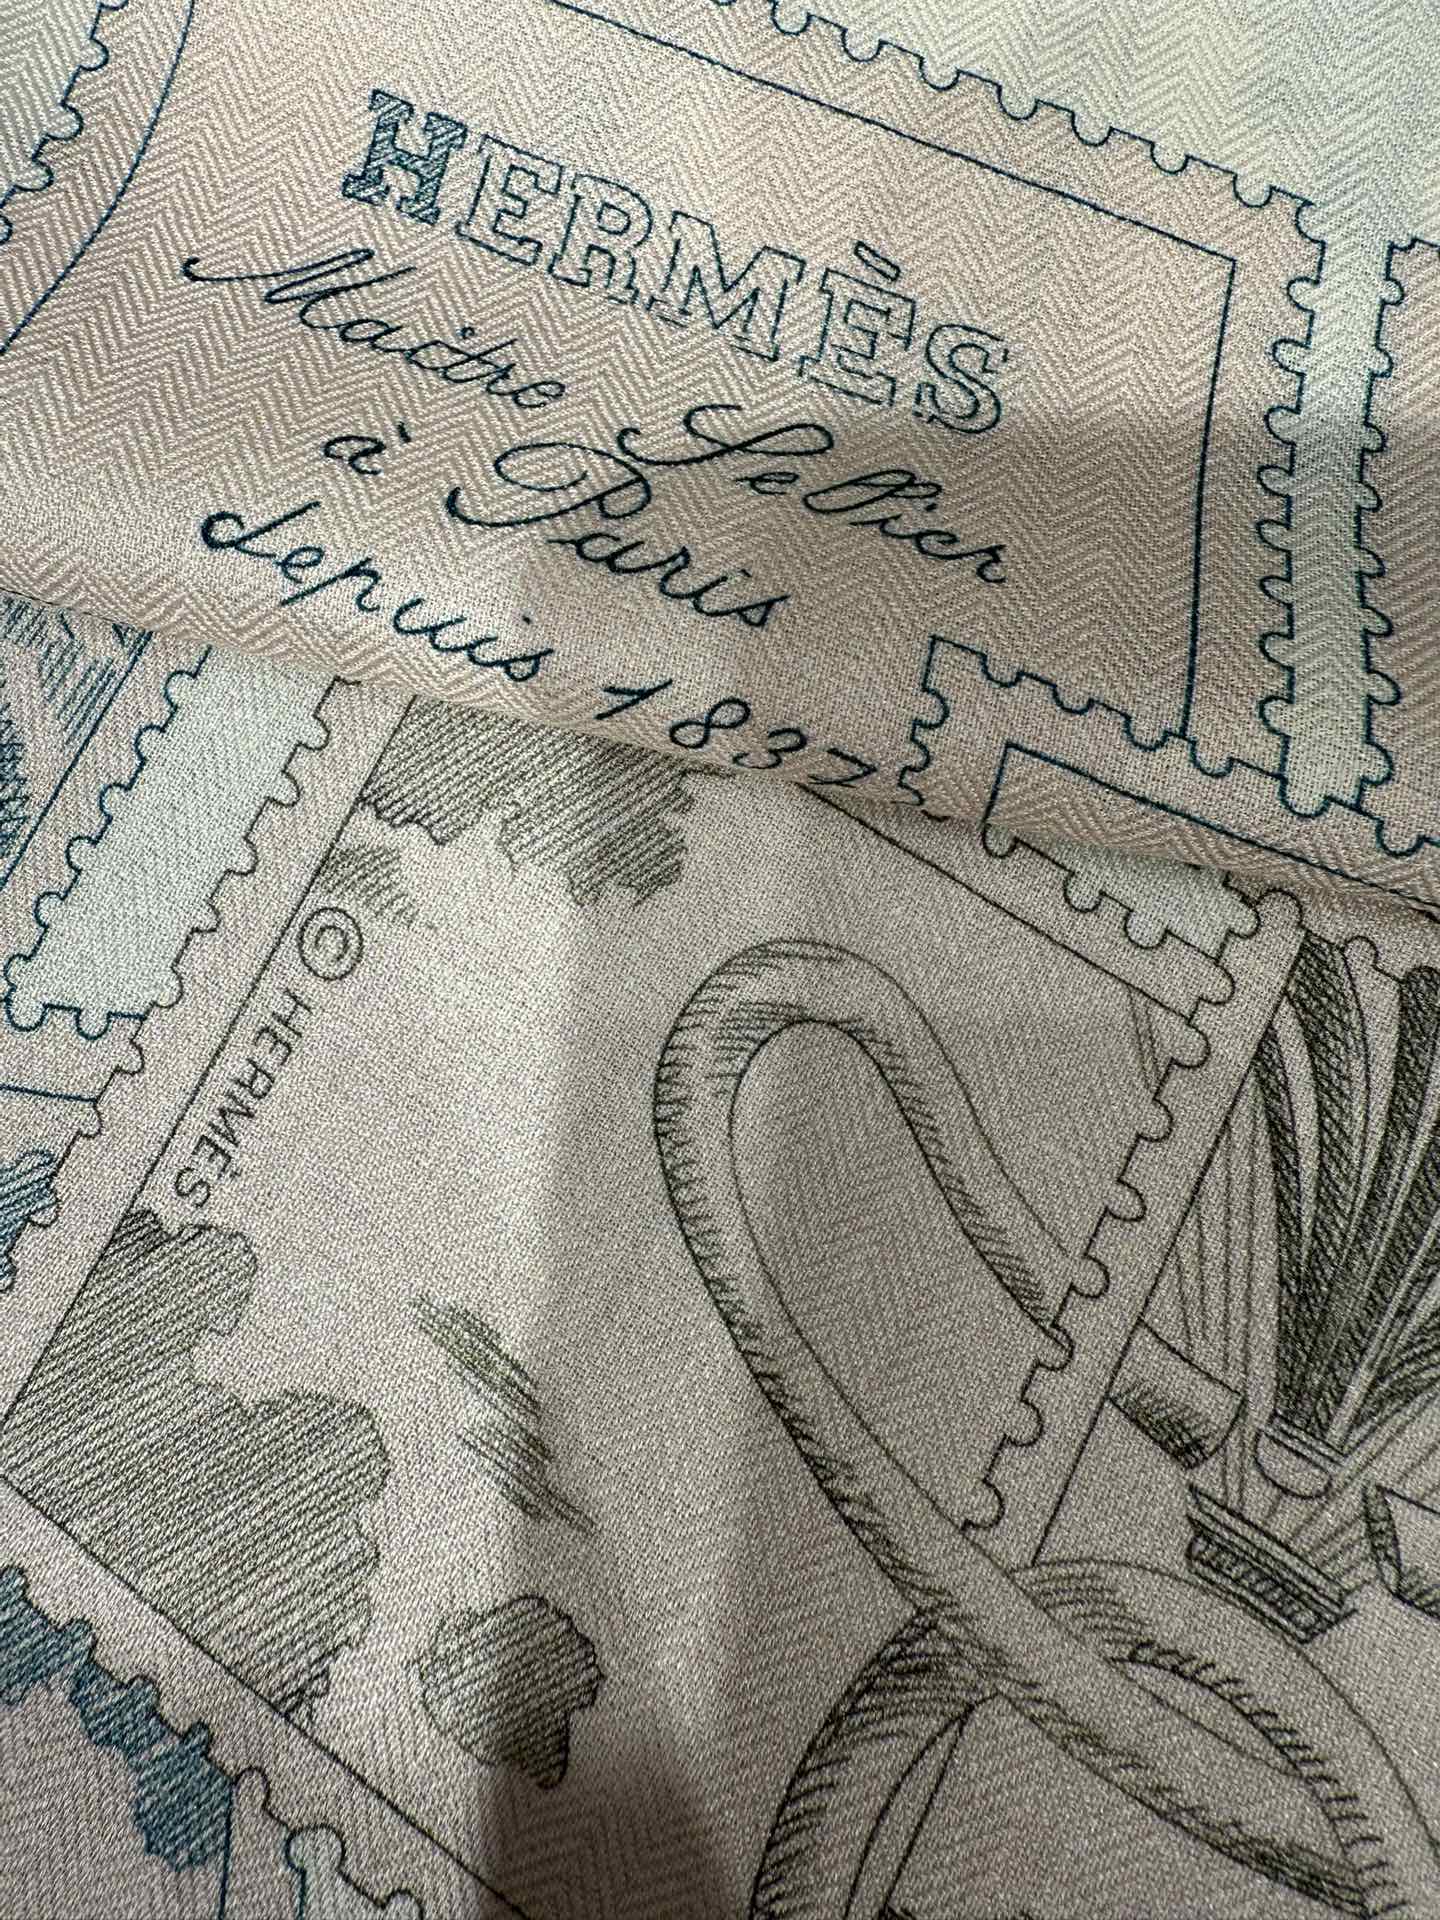 HERMÈS
Maître Sellier
à Paris
depuis 1837
© HERMÈS